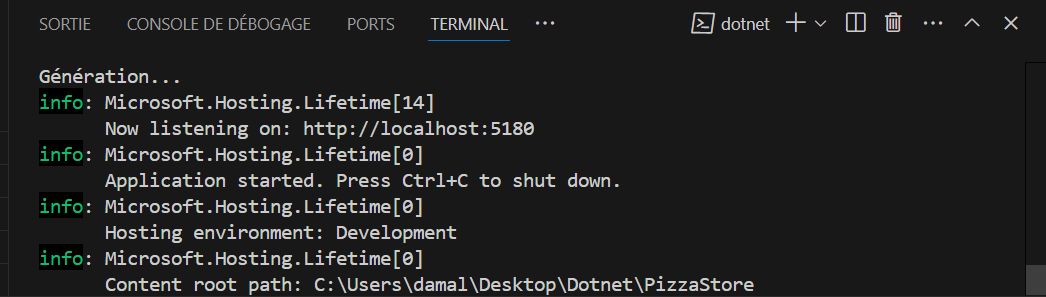 SORTIE CONSOLE DE DÉBOGAGE PORTS TERMINAL ··· dotnet ···
Génération...
info: Microsoft.Hosting.Lifetime[14]
Now listening on: http://localhost:5180
info: Microsoft.Hosting.Lifetime[0]
Application started. Press Ctrl+C to shut down.
info: Microsoft.Hosting.Lifetime[0]
Hosting environment: Development
info: Microsoft.Hosting.Lifetime[0]
Content root path: C:\Users\damal\Desktop\Dotnet\PizzaStore